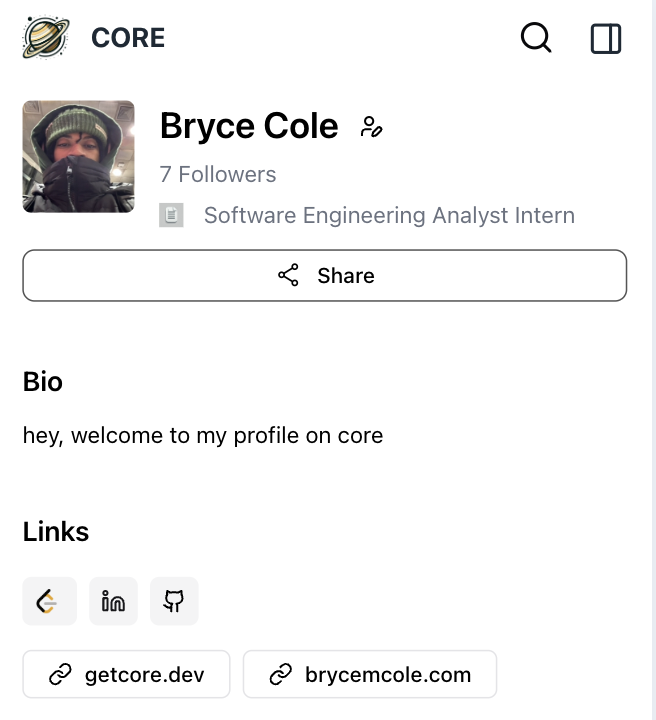 CORE
Bryce Cole
7 Followers
Software Engineering Analyst Intern
Share
Bio
hey, welcome to my profile on core
Links
in
getcore.dev
brycemcole.com